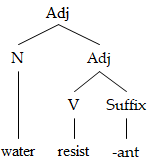 Adj
N Adj
V Suffix
water resist -ant